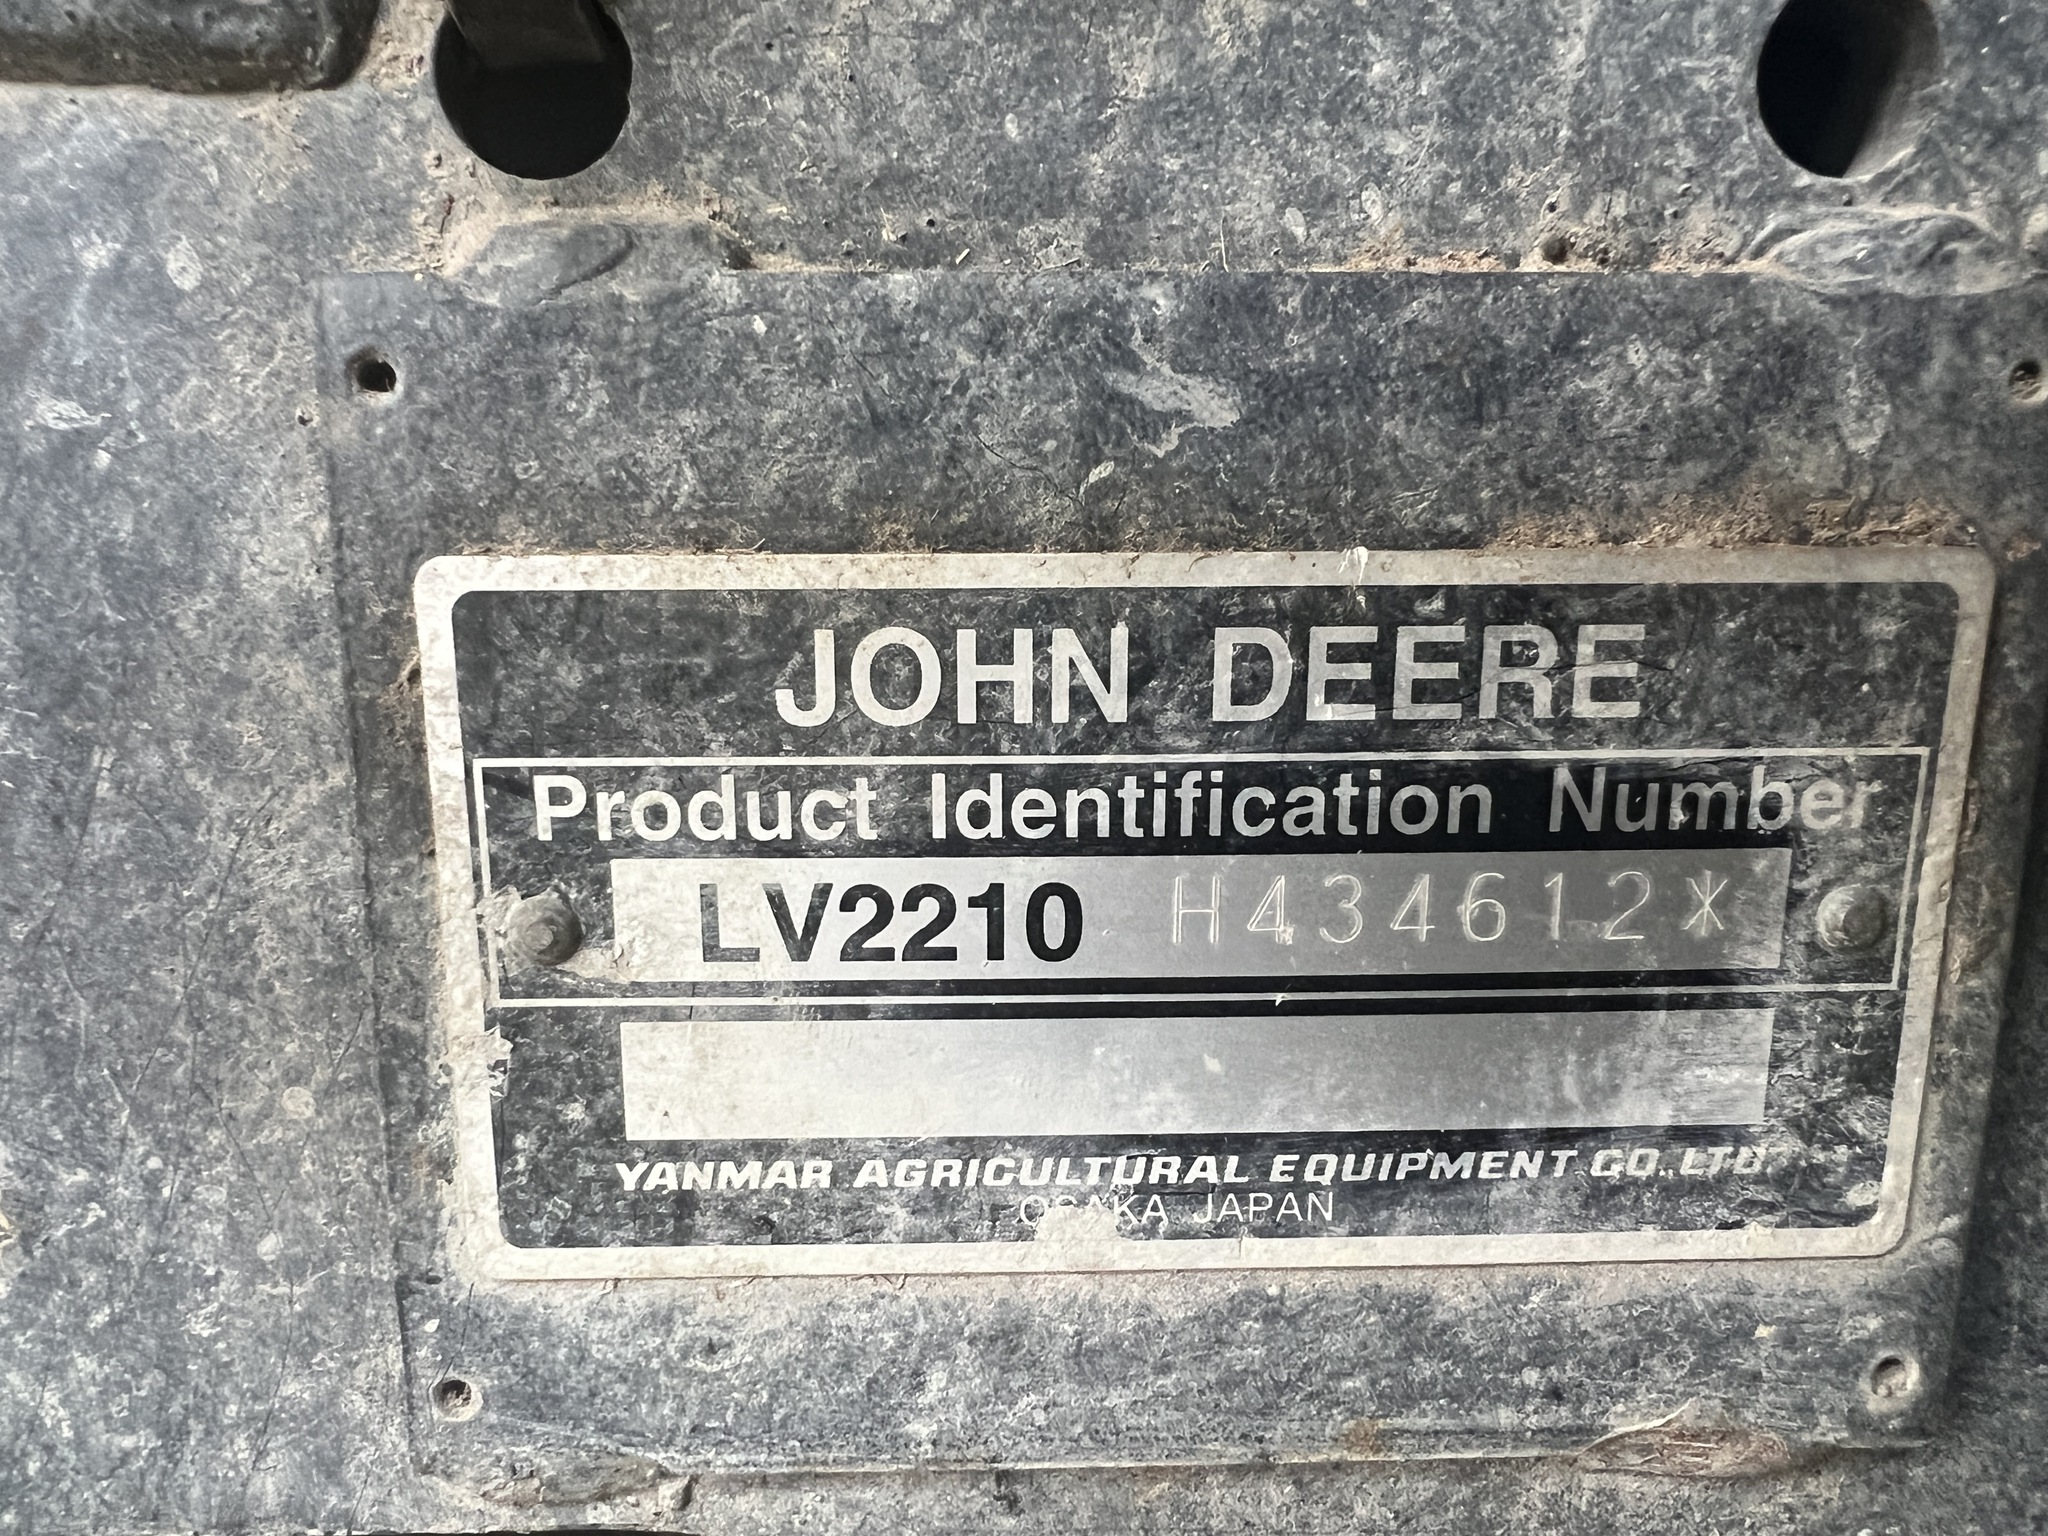 JOHN DEERE
Product Identification Number
LV2210 H434612*
YANMAR AGRICULTURAL EQUIPMENT CO.,LTD
OSAKA JAPAN